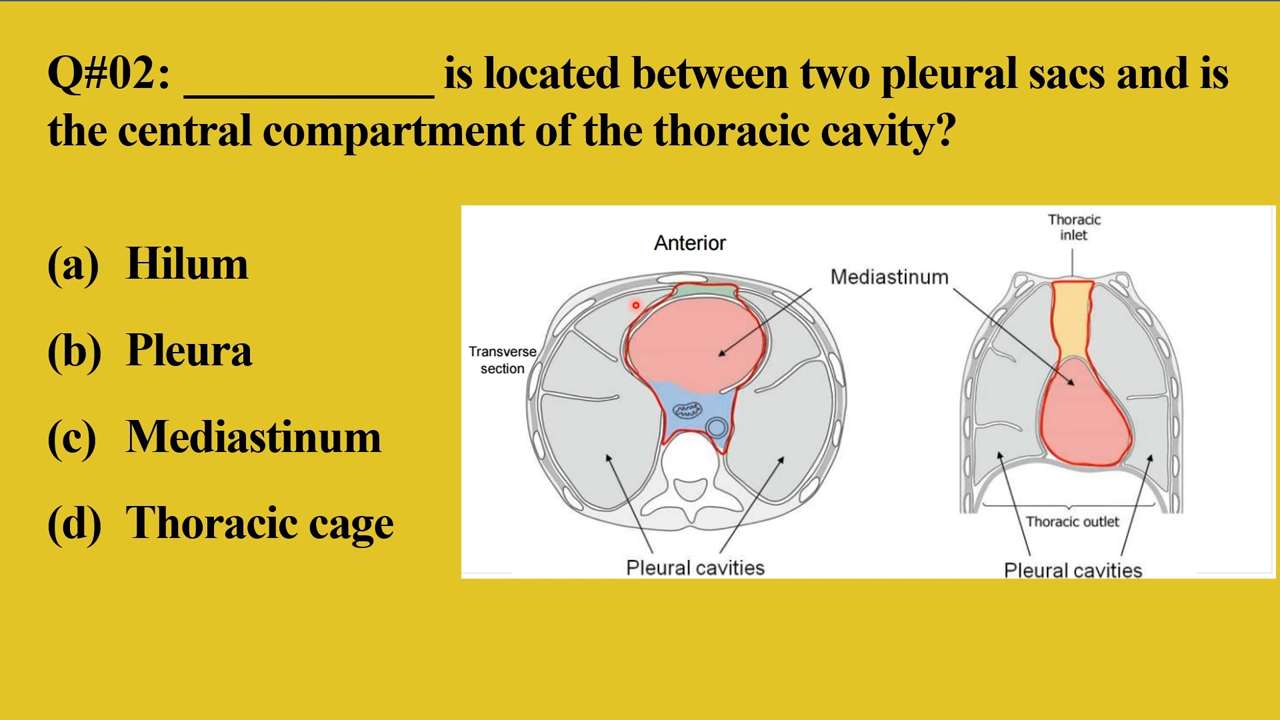 Q#02: __________ is located between two pleural sacs and is
the central compartment of the thoracic cavity?
(a) Hilum
(b) Pleura
(c) Mediastinum
(d) Thoracic cage
Anterior
Transverse
section
Mediastinum
Thoracic
inlet
Thoracic outlet
Pleural cavities
Pleural cavities